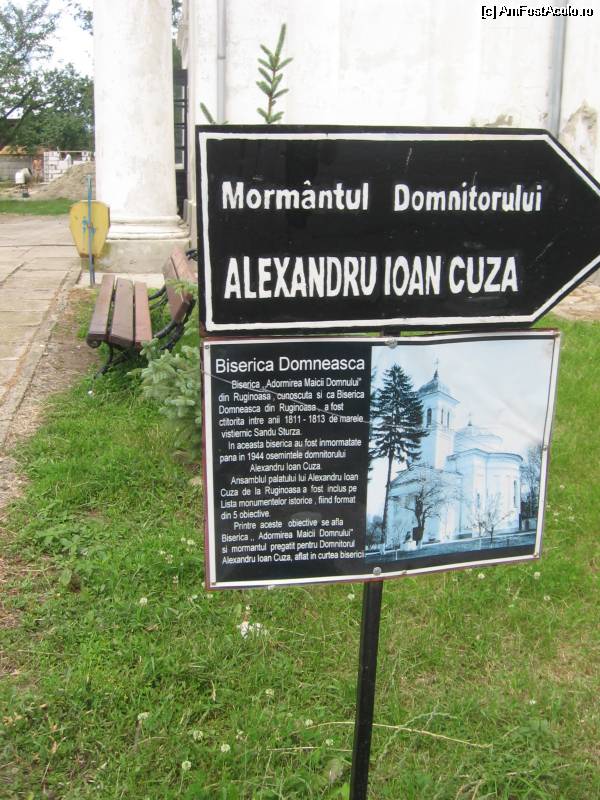 [c] AmFostAcolo.ro
Mormântul Domnitorului
ALEXANDRU IOAN CUZA
Biserica Domneasca
Biserica ,, Adormirea Maicii Domnului"
din Ruginoasa, cunoscuta si ca Biserica
Domneasca din Ruginoasa , a fost
ctitorita intre anii 1811 - 1813 de marele
vistiernic Sandu Sturza.
In aceasta biserica au fost inmormatate
pana in 1944 osemintele domnitorului
Alexandru Ioan Cuza.
Ansamblul palatului lui Alexandru Ioan
Cuza de la Ruginoasa a fost inclus pe
Lista monumentelor istorice , fiind format
din 5 obiective.
Printre aceste obiective se afla
Biserica ,, Adormirea Maicii Domnului"
si mormantul pregatit pentru Domnitorul
Alexandru Ioan Cuza, aflat in curtea biserici